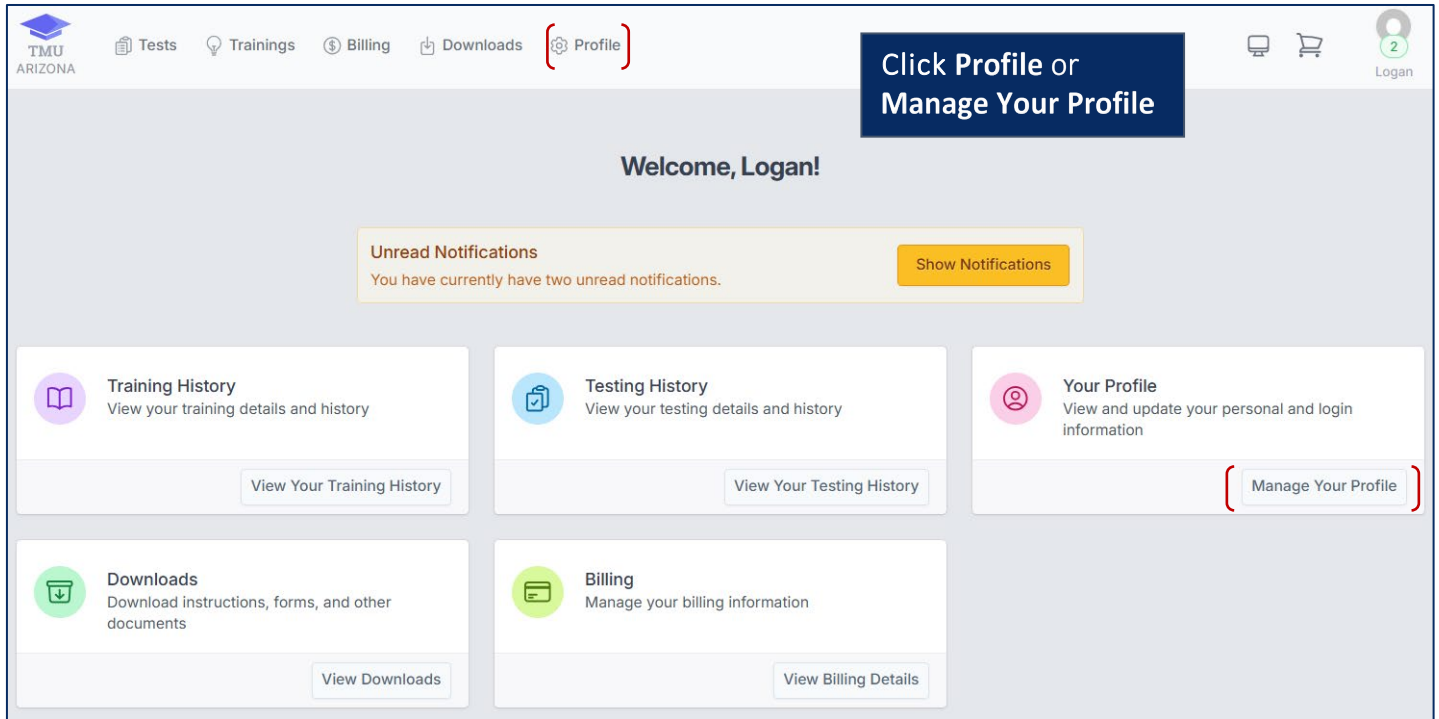 TMU
ARIZONA
Tests
Trainings
Billing
Downloads
Profile
2
Logan
Click Profile or
Manage Your Profile
Welcome, Logan!
Unread Notifications
You have currently have two unread notifications.
Show Notifications
Training History
View your training details and history
View Your Training History
Testing History
View your testing details and history
View Your Testing History
Your Profile
View and update your personal and login
information
Manage Your Profile
Downloads
Download instructions, forms, and other
documents
View Downloads
Billing
Manage your billing information
View Billing Details